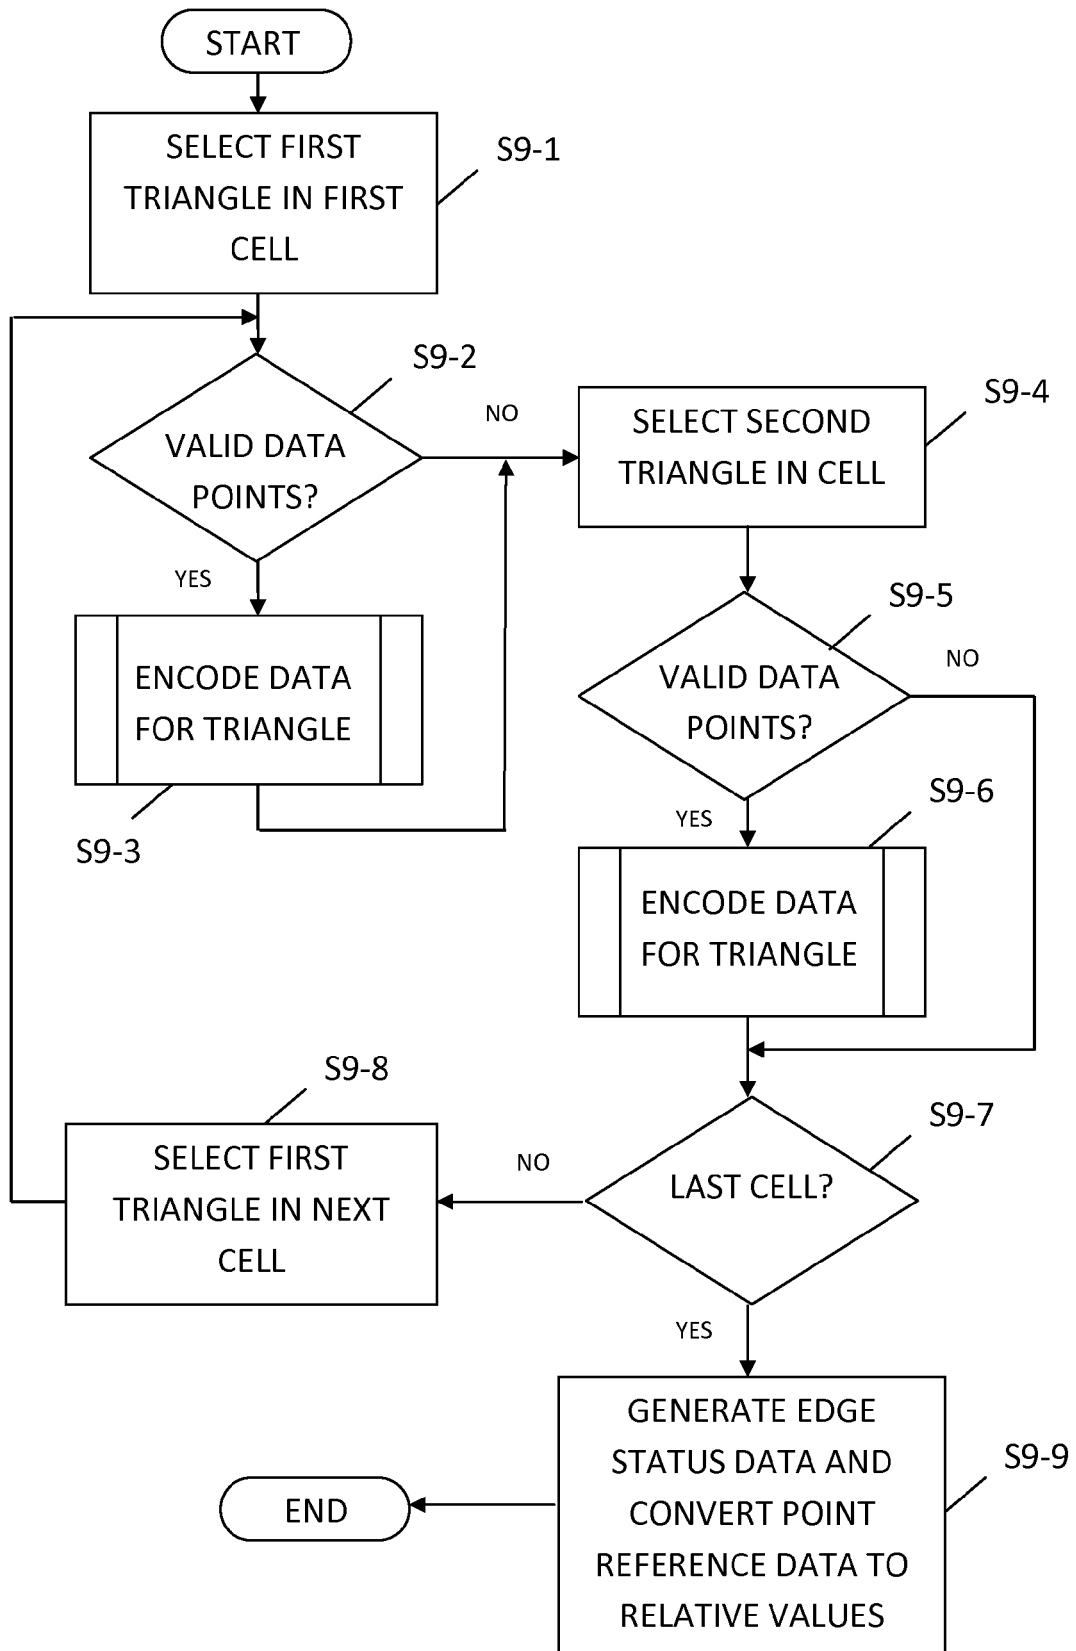 START
SELECT FIRST
TRIANGLE IN FIRST
CELL
S9-1
VALID DATA
POINTS?
S9-2
NO
YES
ENCODE DATA
FOR TRIANGLE
S9-3
SELECT SECOND
TRIANGLE IN CELL
S9-4
VALID DATA
POINTS?
S9-5
NO
YES
ENCODE DATA
FOR TRIANGLE
S9-6
LAST CELL?
S9-7
NO
SELECT FIRST
TRIANGLE IN NEXT
CELL
S9-8
YES
GENERATE EDGE
STATUS DATA AND
CONVERT POINT
REFERENCE DATA TO
RELATIVE VALUES
S9-9
END